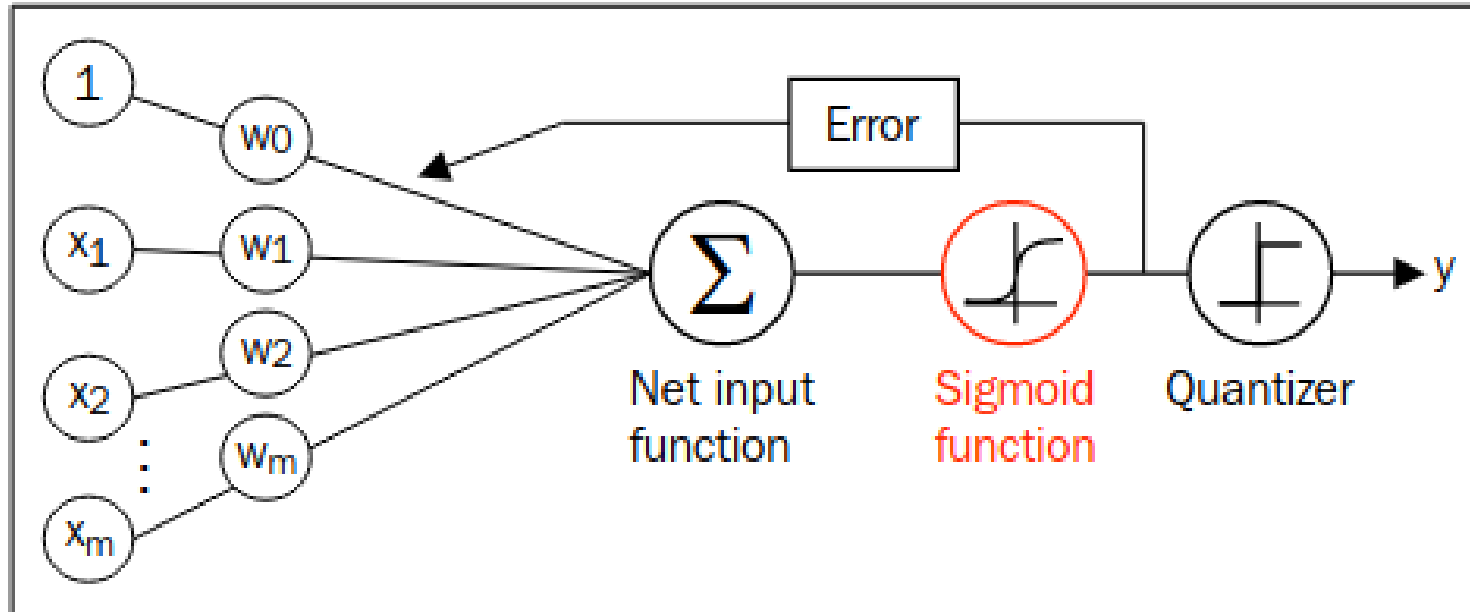 1
w0
Error
x1
w1
Σ
y
w2
x2
Net input
function
Sigmoid
function
Quantizer
wm
xm